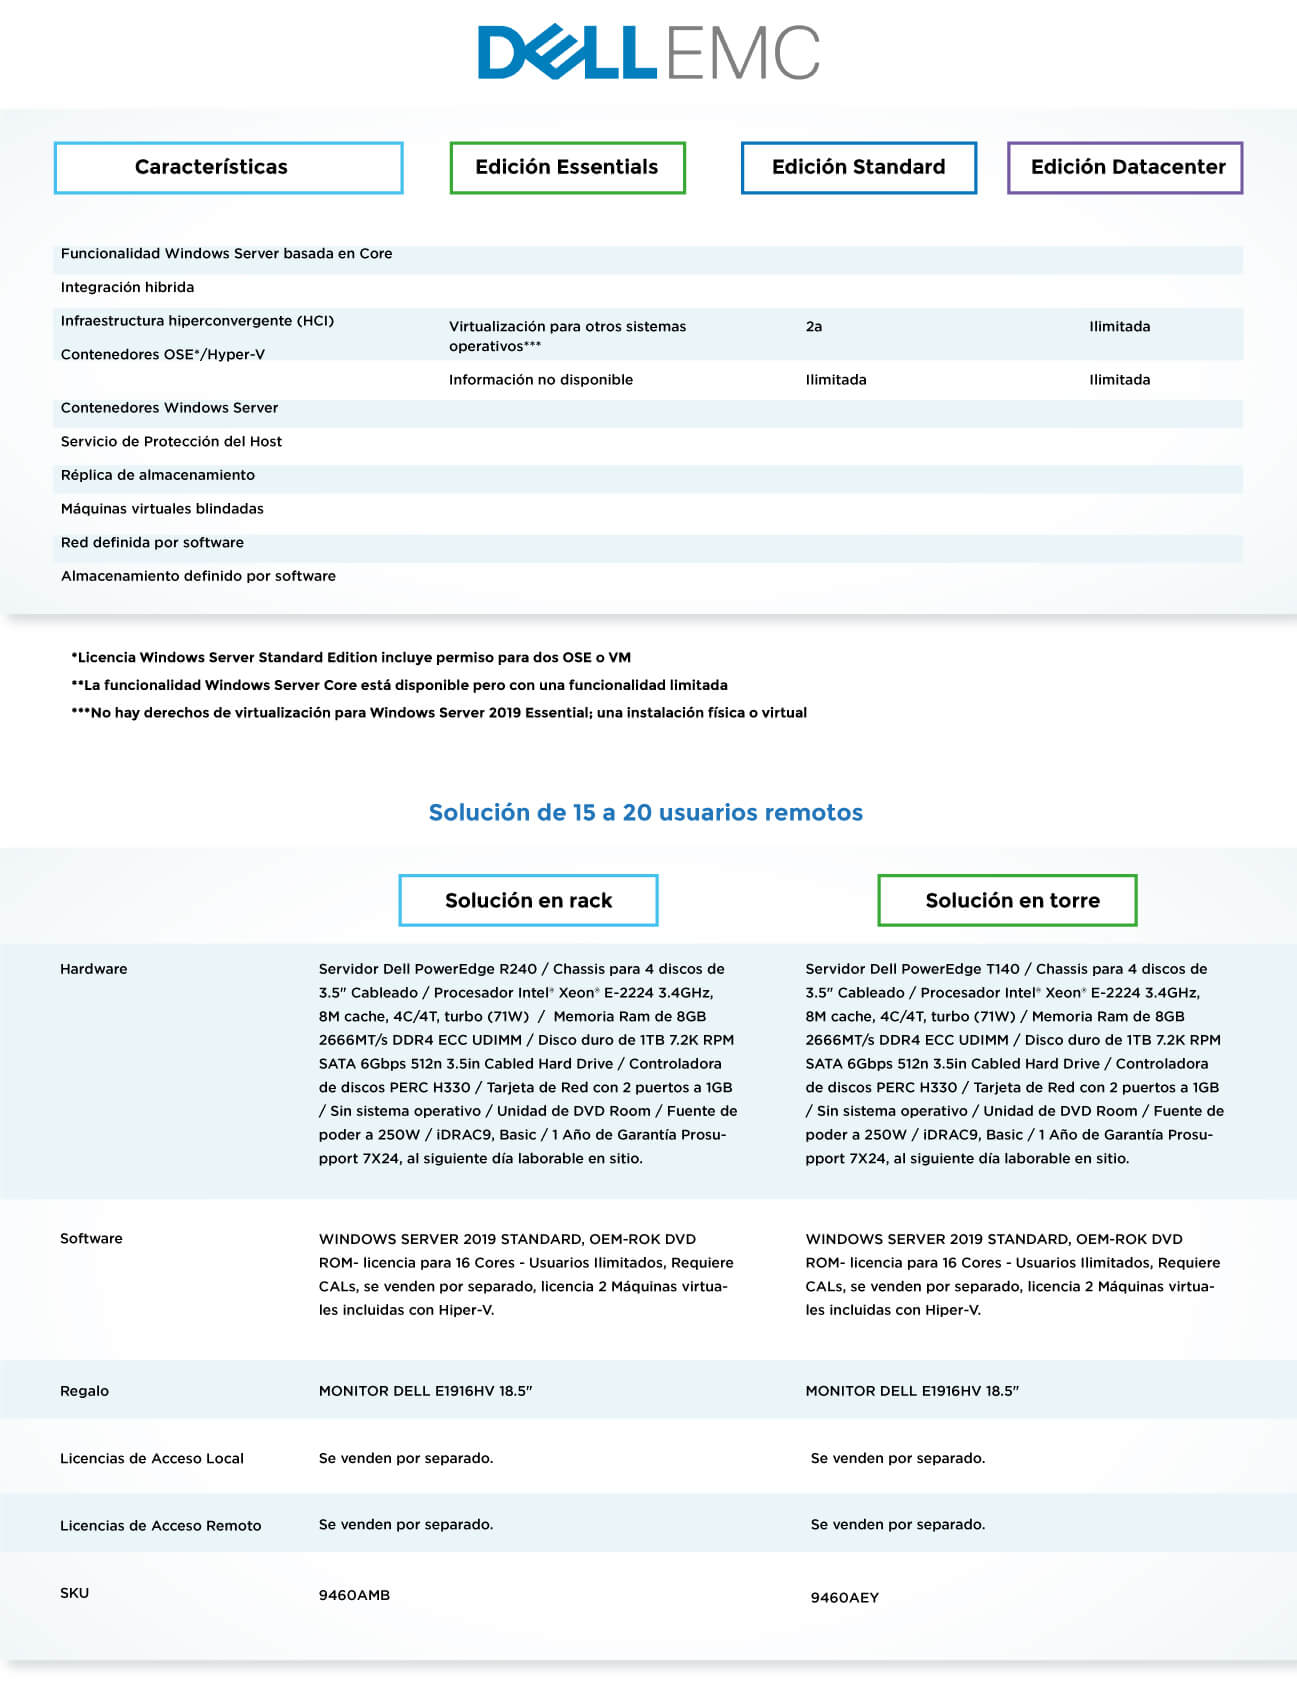 DELL EMC
Características
Edición Essentials
Edición Standard
Edición Datacenter
Funcionalidad Windows Server basada en Core
Integración hibrida
Infraestructura hiperconvergente (HCI)
Contenedores OSE*/Hyper-V
Virtualización para otros sistemas
operativos***
2a
Ilimitada
Información no disponible
Ilimitada
Ilimitada
Contenedores Windows Server
Servicio de Protección del Host
Réplica de almacenamiento
Máquinas virtuales blindadas
Red definida por software
Almacenamiento definido por software
*Licencia Windows Server Standard Edition incluye permiso para dos OSE o VM
**La funcionalidad Windows Server Core está disponible pero con una funcionalidad limitada
***No hay derechos de virtualización para Windows Server 2019 Essential; una instalación física o virtual
Solución de 15 a 20 usuarios remotos
Solución en rack
Solución en torre
Hardware
Servidor Dell PowerEdge R240 / Chassis para 4 discos de
3.5" Cableado / Procesador Intel® Xeon® E-2224 3.4GHz,
8M cache, 4C/4T, turbo (71W) / Memoria Ram de 8GB
2666MT/s DDR4 ECC UDIMM / Disco duro de 1TB 7.2K RPM
SATA 6Gbps 512n 3.5in Cabled Hard Drive / Controladora
de discos PERC H330 / Tarjeta de Red con 2 puertos a 1GB
/ Sin sistema operativo / Unidad de DVD Room / Fuente de
poder a 250W / iDRAC9, Basic / 1 Año de Garantía Prosu-
pport 7X24, al siguiente día laborable en sitio.
Servidor Dell PowerEdge T140 / Chassis para 4 discos de
3.5" Cableado / Procesador Intel® Xeon® E-2224 3.4GHz,
8M cache, 4C/4T, turbo (71W) / Memoria Ram de 8GB
2666MT/s DDR4 ECC UDIMM / Disco duro de 1TB 7.2K RPM
SATA 6Gbps 512n 3.5in Cabled Hard Drive / Controladora
de discos PERC H330 / Tarjeta de Red con 2 puertos a 1GB
/ Sin sistema operativo / Unidad de DVD Room / Fuente de
poder a 250W / iDRAC9, Basic / 1 Año de Garantía Prosu-
pport 7X24, al siguiente día laborable en sitio.
Software
WINDOWS SERVER 2019 STANDARD, OEM-ROK DVD
ROM- licencia para 16 Cores - Usuarios Ilimitados, Requiere
CALs, se venden por separado, licencia 2 Máquinas virtua-
les incluidas con Hiper-V.
WINDOWS SERVER 2019 STANDARD, OEM-ROK DVD
ROM- licencia para 16 Cores - Usuarios Ilimitados, Requiere
CALs, se venden por separado, licencia 2 Máquinas virtua-
les incluidas con Hiper-V.
Regalo
MONITOR DELL E1916HV 18.5"
MONITOR DELL E1916HV 18.5"
Licencias de Acceso Local
Se venden por separado.
Se venden por separado.
Licencias de Acceso Remoto
Se venden por separado.
Se venden por separado.
SKU
9460AMB
9460AEY